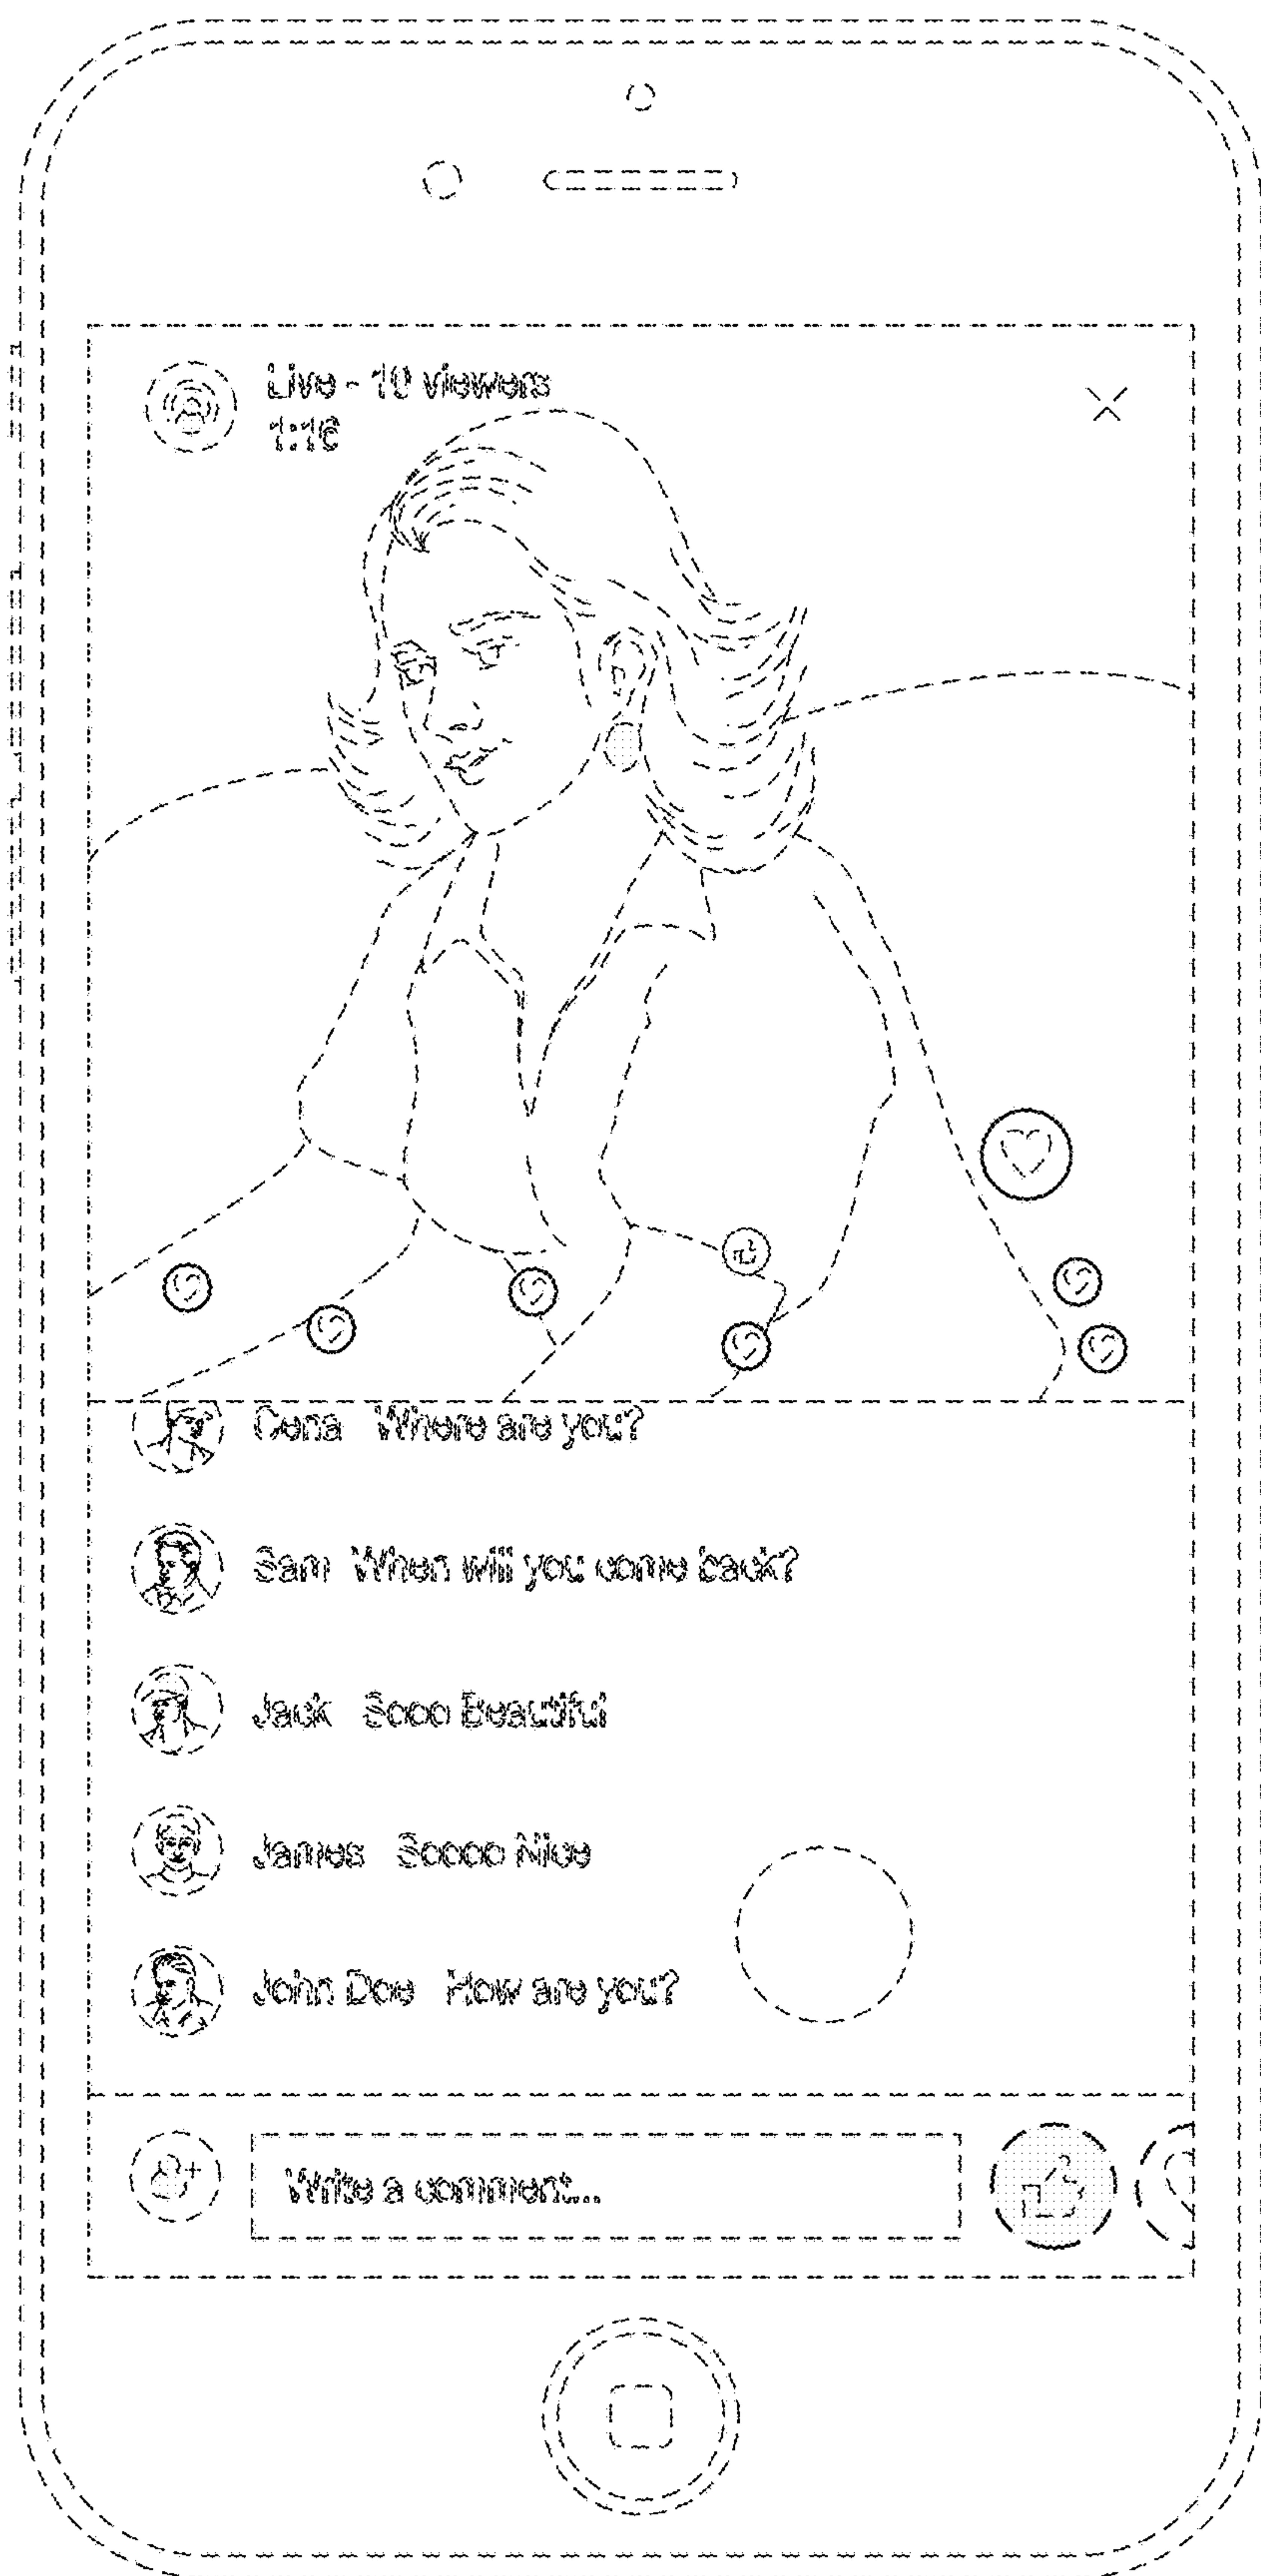 Live - 10 viewers
1:16
Cena Where are you?
Sam When will you come back?
Jack Sooo Beautiful
James Soooo Nice
John Doe How are you?
Write a comment...